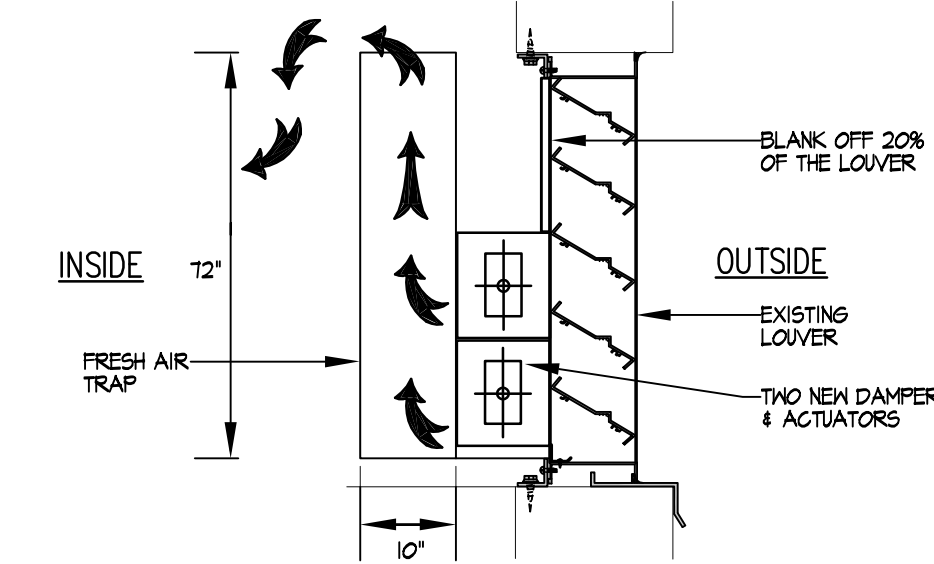 BLANK OFF 20%
OF THE LOUVER
INSIDE
72"
OUTSIDE
EXISTING
LOUVER
FRESH AIR
TRAP
TWO NEW DAMPER
& ACTUATORS
10"